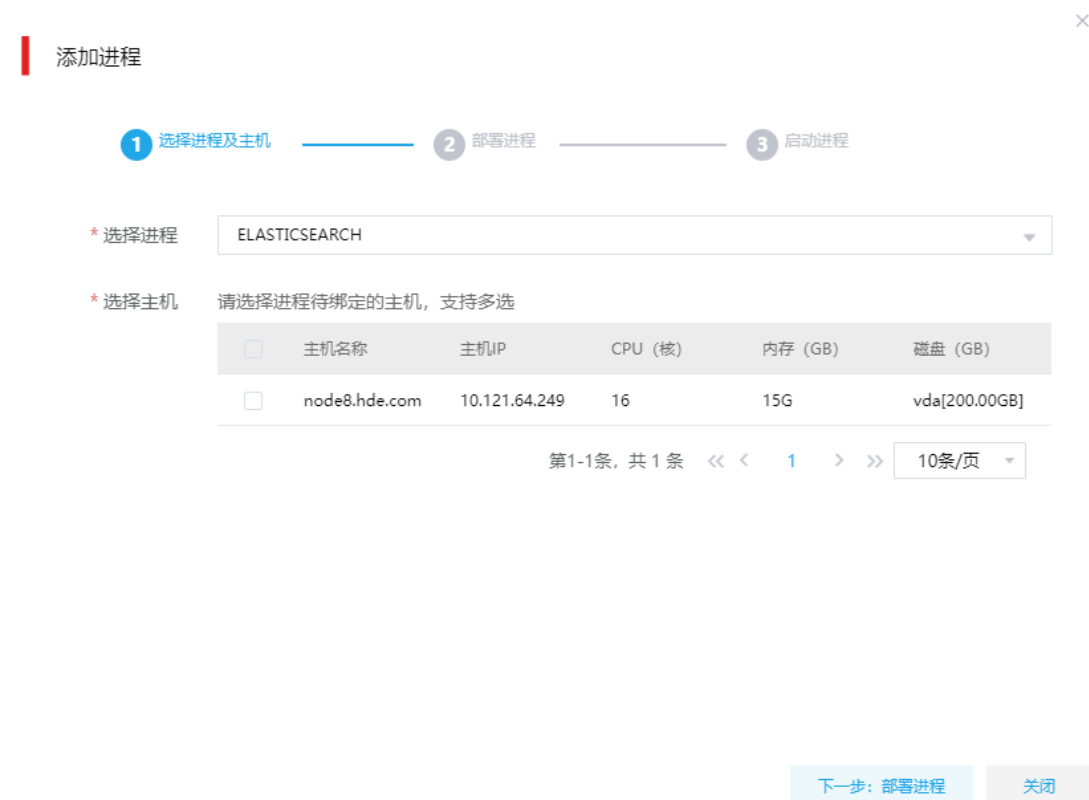 添加进程
1 选择进程及主机 2 部署进程 3 启动进程
* 选择进程 ELASTICSEARCH
* 选择主机 请选择进程待绑定的主机，支持多选
主机名称 主机IP CPU（核） 内存（GB） 磁盘（GB）
node8.hde.com 10.121.64.249 16 15G vda[200.00GB]
第1-1条，共 1 条 1 10条/页
下一步：部署进程 关闭